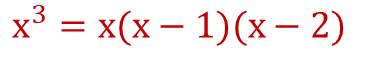 x³ = x(x − 1)(x − 2)